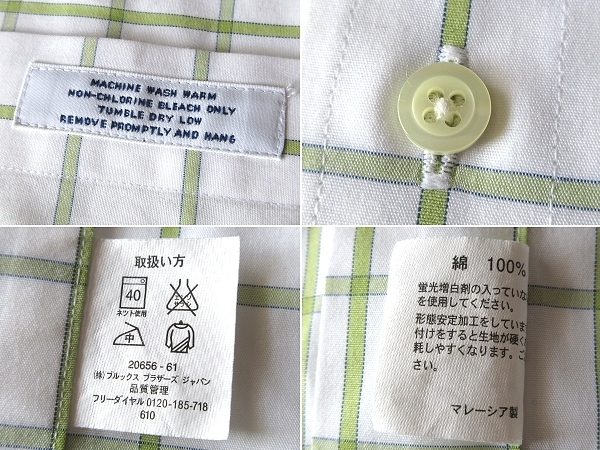 MACHINE WASH WARM
NON-CHLORINE BLEACH ONLY
TUMBLE DRY LOW
REMOVE PROMPTLY AND HANG
取扱い方
40
ネット使用
中
20656-61
(株)ブルックス ブラザーズ ジャパン
品質管理
フリーダイヤル 0120-185-718
610
綿 100%
蛍光増白剤の入っていな
を使用してください。
形態安定加工をしていま
付けをすると生地が硬く
耗しやすくなります。ご
さい。
マレーシア製